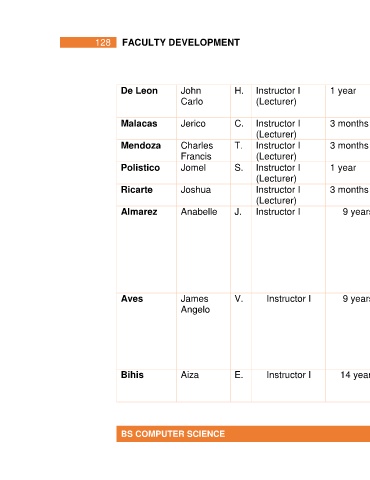 128 FACULTY DEVELOPMENT
De Leon John H. Instructor I 1 year
Carlo (Lecturer)
Malacas Jerico C. Instructor I 3 months
(Lecturer)
Mendoza Charles T. Instructor I 3 months
Francis (Lecturer)
Polistico Jomel S. Instructor I 1 year
(Lecturer)
Ricarte Joshua Instructor I 3 months
(Lecturer)
Almarez Anabelle J. Instructor I 9 years
Aves James V. Instructor I 9 years
Angelo
Bihis Aiza E. Instructor I 14 year
BS COMPUTER SCIENCE